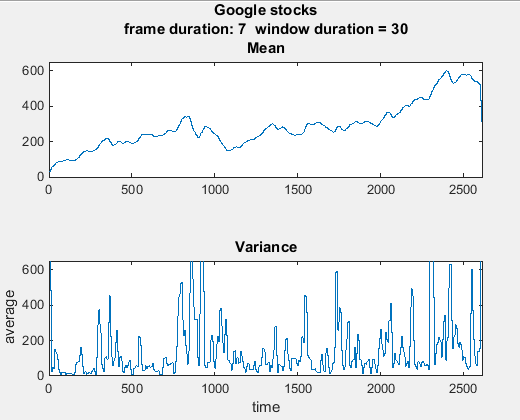 Google stocks
frame duration: 7  window duration = 30
Mean
600
400
200
0
0 500 1000 1500 2000 2500
Variance
600
400
200
0
average
0 500 1000 1500 2000 2500
time